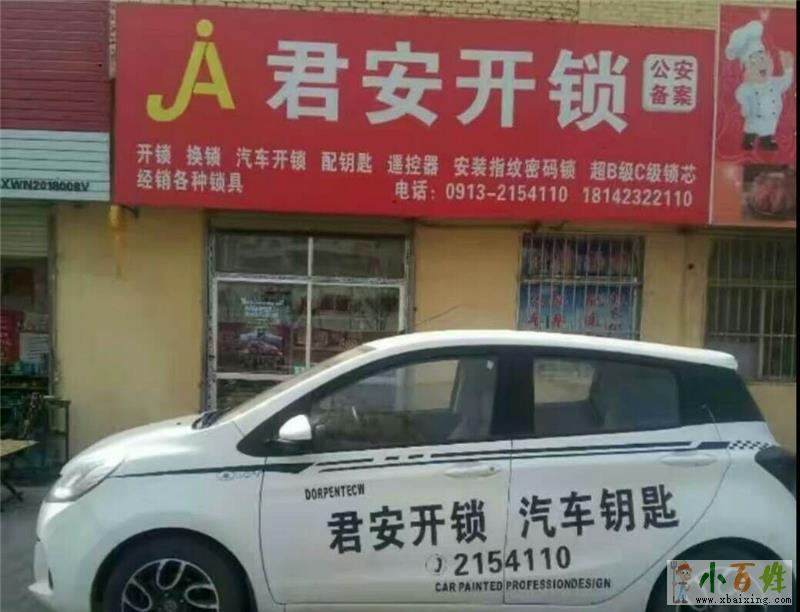 JA 君安开锁 公安
备案
开锁 换锁 汽车开锁 配钥匙 遥控器 安装指纹密码锁 超B级C级锁芯
经销各种锁具 电话：0913-2154110 18142322110
XWN2018008V
DORPENTECW
君安开锁 汽车钥匙
2154110
CAR PAINTED PROFESSIONDESIGN
小百姓
www.xbaixing.com